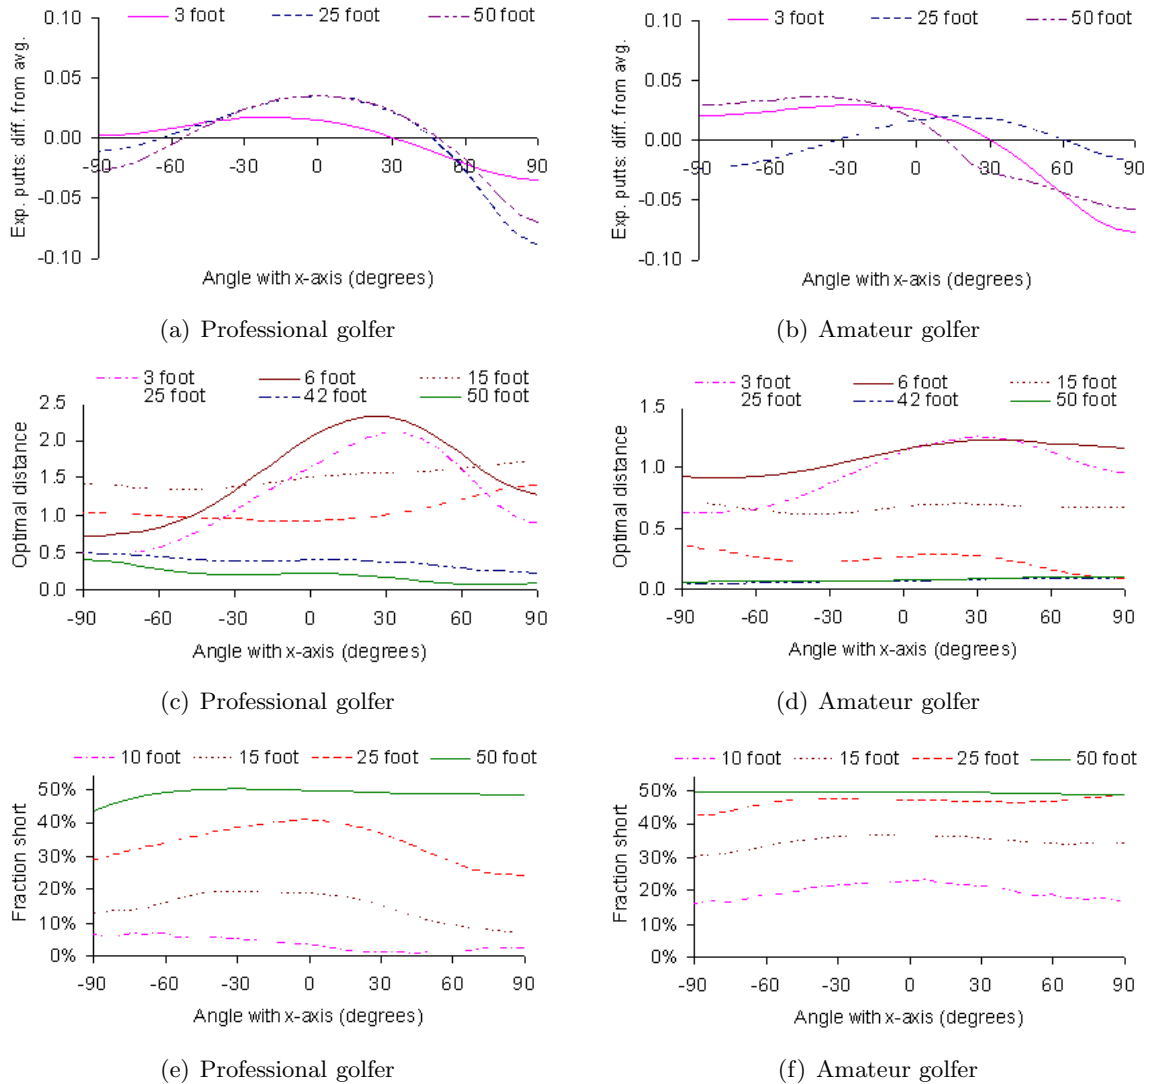 3 foot 25 foot 50 foot
0.10
0.05
0.00
-0.05
-0.10
-90 -60 -30 0 30 60 90
Exp. putts: diff. from avg.
Angle with x-axis (degrees)
(a) Professional golfer
3 foot 25 foot 50 foot
0.10
0.05
0.00
-0.05
-0.10
-90 -60 -30 0 30 60 90
Exp. putts: diff. from avg.
Angle with x-axis (degrees)
(b) Amateur golfer
3 foot 6 foot 15 foot
25 foot 42 foot 50 foot
2.5
2.0
1.5
1.0
0.5
0.0
-90 -60 -30 0 30 60 90
Optimal distance
Angle with x-axis (degrees)
(c) Professional golfer
3 foot 6 foot 15 foot
25 foot 42 foot 50 foot
1.5
1.0
0.5
0.0
-90 -60 -30 0 30 60 90
Optimal distance
Angle with x-axis (degrees)
(d) Amateur golfer
10 foot 15 foot 25 foot 50 foot
50%
40%
30%
20%
10%
0%
-90 -60 -30 0 30 60 90
Fraction short
Angle with x-axis (degrees)
(e) Professional golfer
10 foot 15 foot 25 foot 50 foot
50%
40%
30%
20%
10%
0%
-90 -60 -30 0 30 60 90
Fraction short
Angle with x-axis (degrees)
(f) Amateur golfer